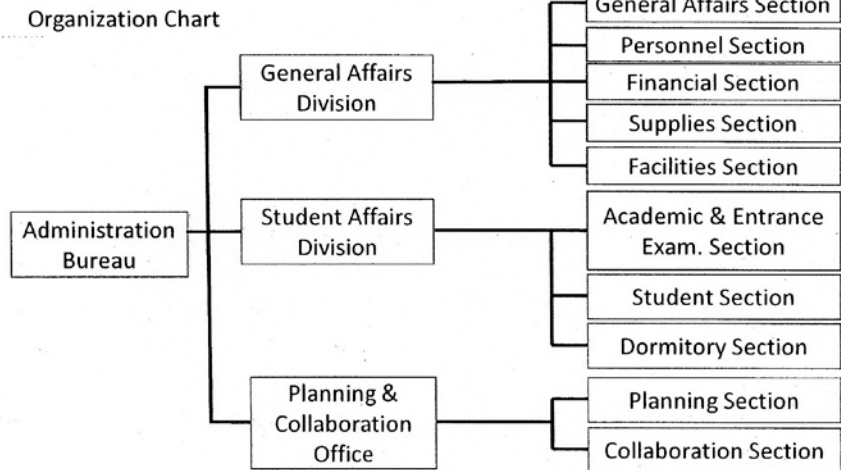 Organization Chart
General Affairs Section
Personnel Section
General Affairs
Division
Financial Section
Supplies Section
Facilities Section
Administration
Bureau
Student Affairs
Division
Academic & Entrance
Exam. Section
Student Section
Dormitory Section
Planning &
Collaboration
Office
Planning Section
Collaboration Section